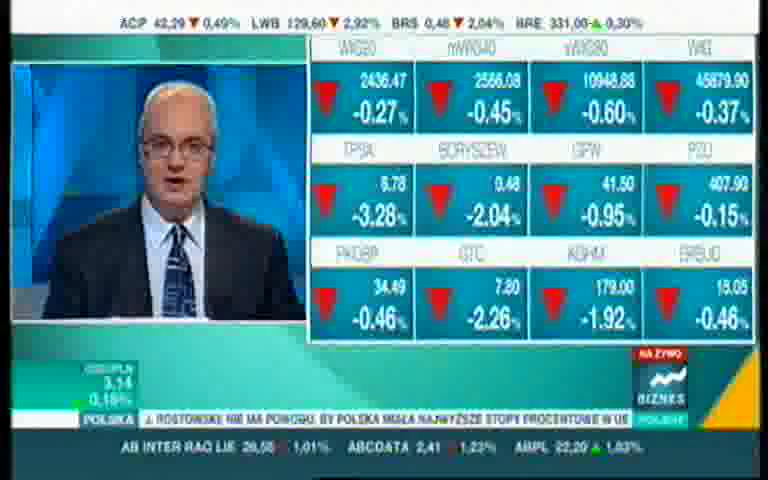 ACP 42,29 ▼ 0,49% LWB 129,60 ▼ 2,92% BRS 0,48 ▼ 2,04% BRE 331,00 ▲ 0,30%
WIG20 mWIG40 sWIG80 WIG
2436.47 2566.08 10948.88 45879.90
-0.27% -0.45% -0.60% -0.37%
TPSA BORYSZEW GPW PZU
6.78 0.48 41.50 407.90
-3.28% -2.04% -0.95% -0.15%
PKOBP GTC KGHM ERBUD
34.49 7.80 179.00 15.05
-0.46% -2.26% -1.92% -0.46%
NA ŻYWO
USD/PLN
3,14
0,16%
BIZNES
POLSKA J. ROSTOWSKI: NIE MA POWODU, BY POLSKA MIAŁA NAJWYŻSZE STOPY PROCENTOWE W UE
AB INTER RAO LIE 1,01% ABCDATA 2,41 1,23% ABPL 22,20 ▲ 1,83%